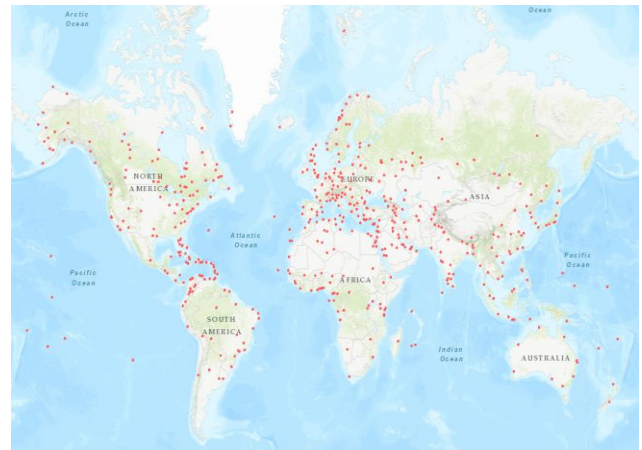 Arctic
Ocean
Ocean
NORTH
AMERICA
EUROPE
ASIA
Atlantic
Ocean
Pacific
Ocean
Pacific
Ocean
AFRICA
SOUTH
AMERICA
Indian
Ocean
AUSTRALIA